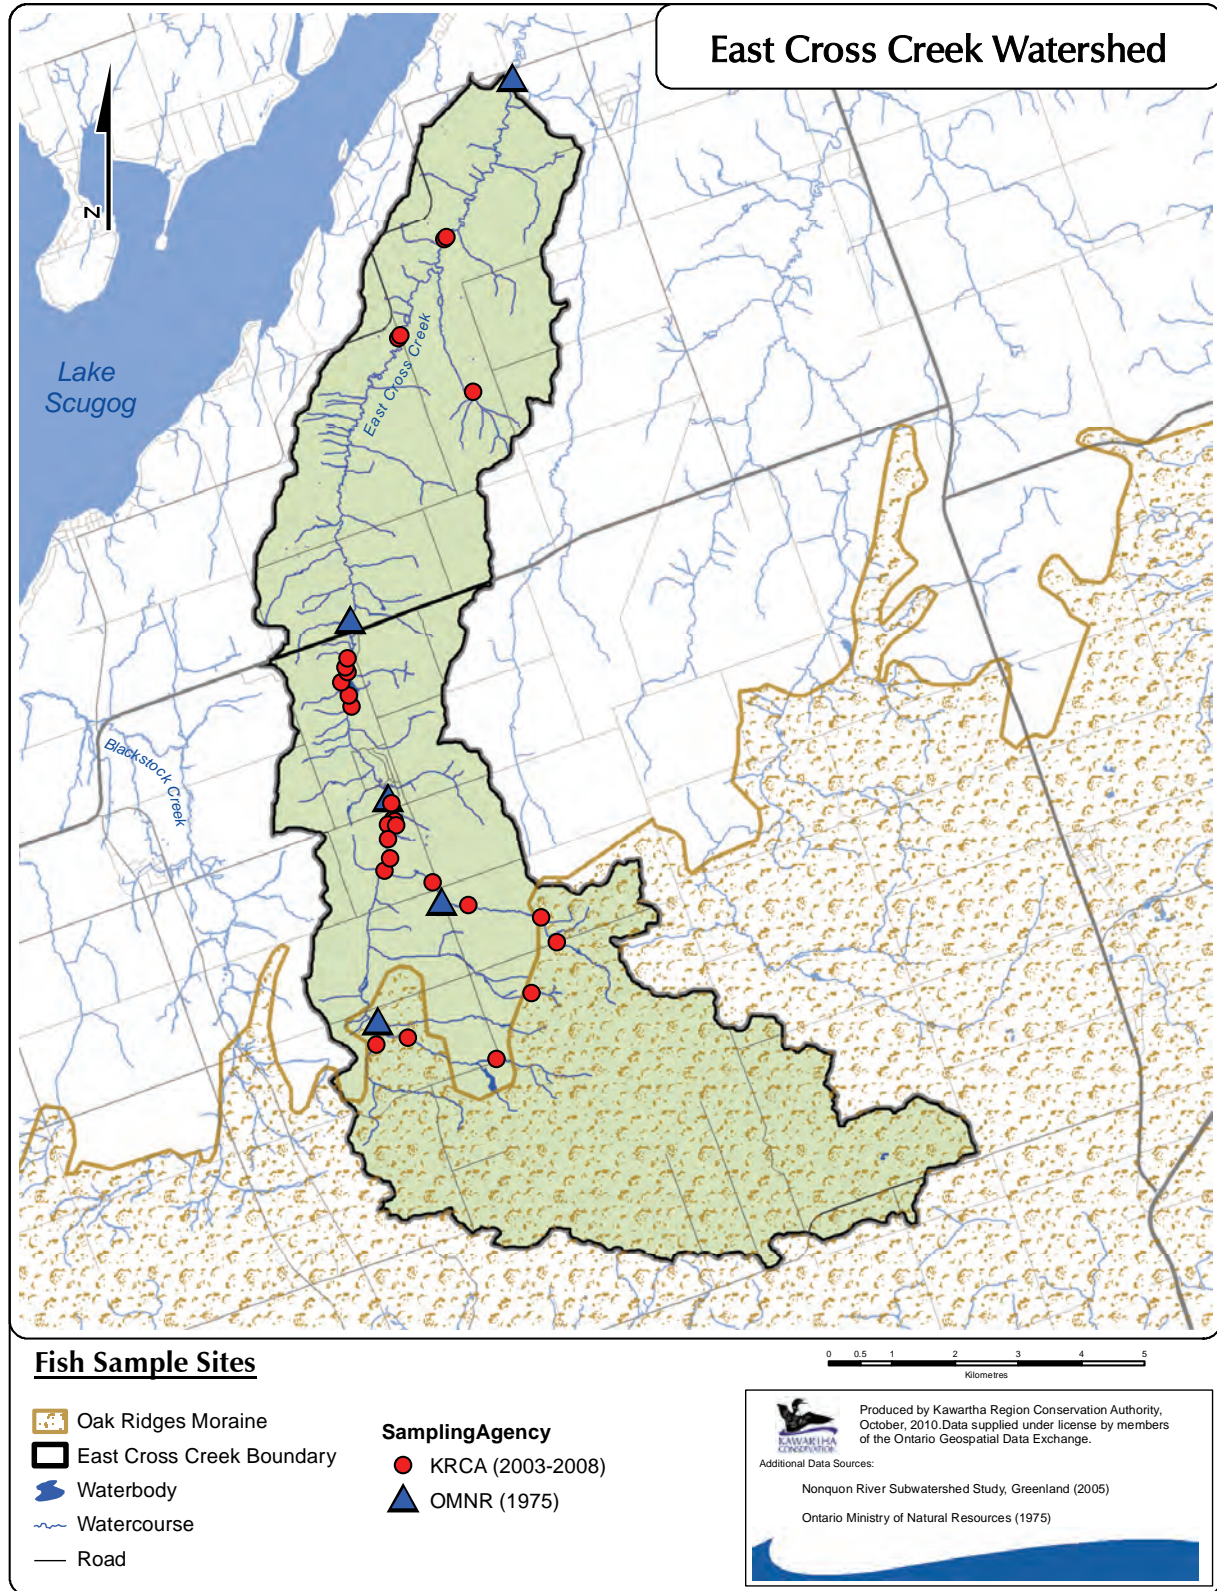 East Cross Creek Watershed
N
Lake
Scugog
East Cross Creek
Blackstock Creek
Fish Sample Sites
Oak Ridges Moraine
East Cross Creek Boundary
Waterbody
Watercourse
Road
SamplingAgency
KRCA (2003-2008)
OMNR (1975)
0 0.5 1 2 3 4 5
Kilometres
KAWARTHA
CONSERVATION
Produced by Kawartha Region Conservation Authority,
October, 2010.Data supplied under license by members
of the Ontario Geospatial Data Exchange.
Additional Data Sources:
Nonquon River Subwatershed Study, Greenland (2005)
Ontario Ministry of Natural Resources (1975)